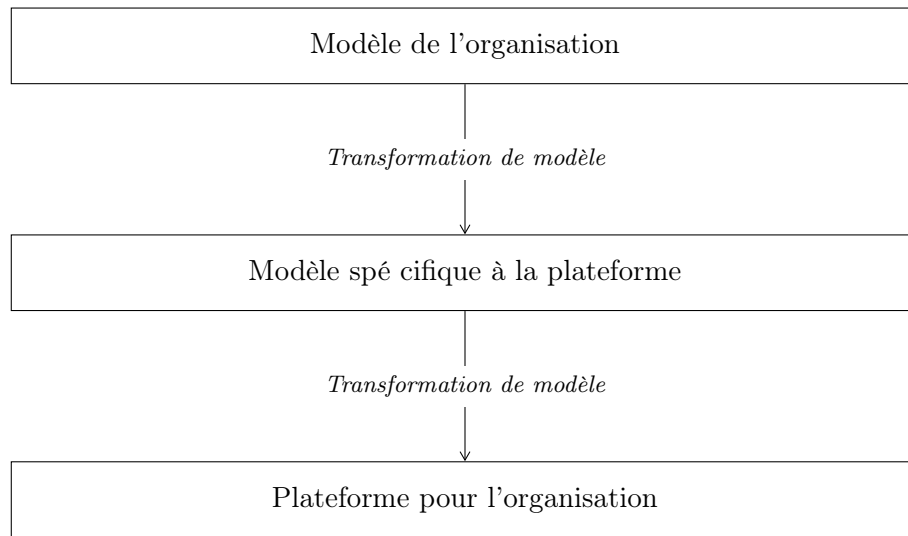 Modèle de l'organisation
Transformation de modèle
Modèle spé cifique à la plateforme
Transformation de modèle
Plateforme pour l'organisation